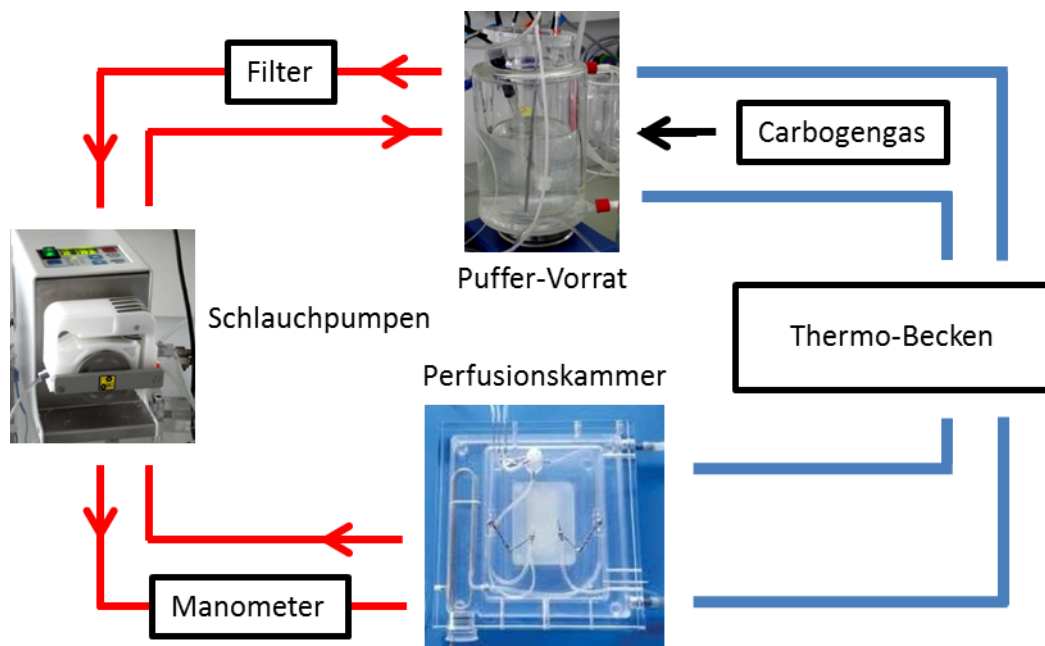 Filter
Carbogengas
Puffer-Vorrat
Schlauchpumpen
Thermo-Becken
Perfusionskammer
Manometer